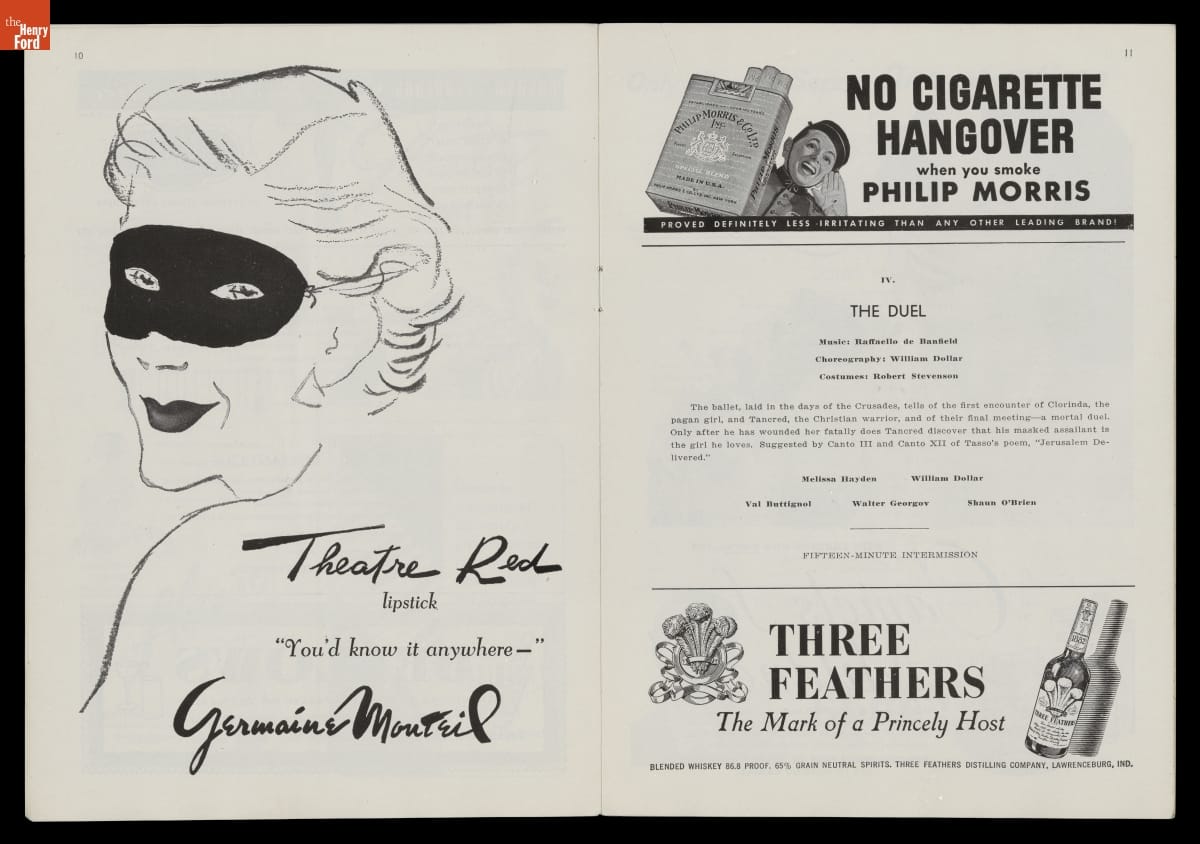 the
Henry
Ford
10
Theatre Red
lipstick
"You'd know it anywhere—"
Germaine Monteil
11
PHILIP MORRIS & CO. LTD.
INC.
SPECIAL BLEND
MADE IN U.S.A.
NO CIGARETTE
HANGOVER
when you smoke
PHILIP MORRIS
PROVED DEFINITELY LESS IRRITATING THAN ANY OTHER LEADING BRAND!
IV.
THE DUEL
Music: Raffaello de Banfield
Choreography: William Dollar
Costumes: Robert Stevenson
The ballet, laid in the days of the Crusades, tells of the first encounter of Clorinda, the
pagan girl, and Tancred, the Christian warrior, and of their final meeting—a mortal duel.
Only after he has wounded her fatally does Tancred discover that his masked assailant is
the girl he loves. Suggested by Canto III and Canto XII of Tasso's poem, "Jerusalem De-
livered."
Melissa Hayden William Dollar
Val Buttignol Walter Georgov Shaun O'Brien
FIFTEEN-MINUTE INTERMISSION
THREE
FEATHERS
The Mark of a Princely Host
1882
THREE FEATHERS
BLENDED WHISKEY 86.8 PROOF. 65% GRAIN NEUTRAL SPIRITS. THREE FEATHERS DISTILLING COMPANY, LAWRENCEBURG, IND.